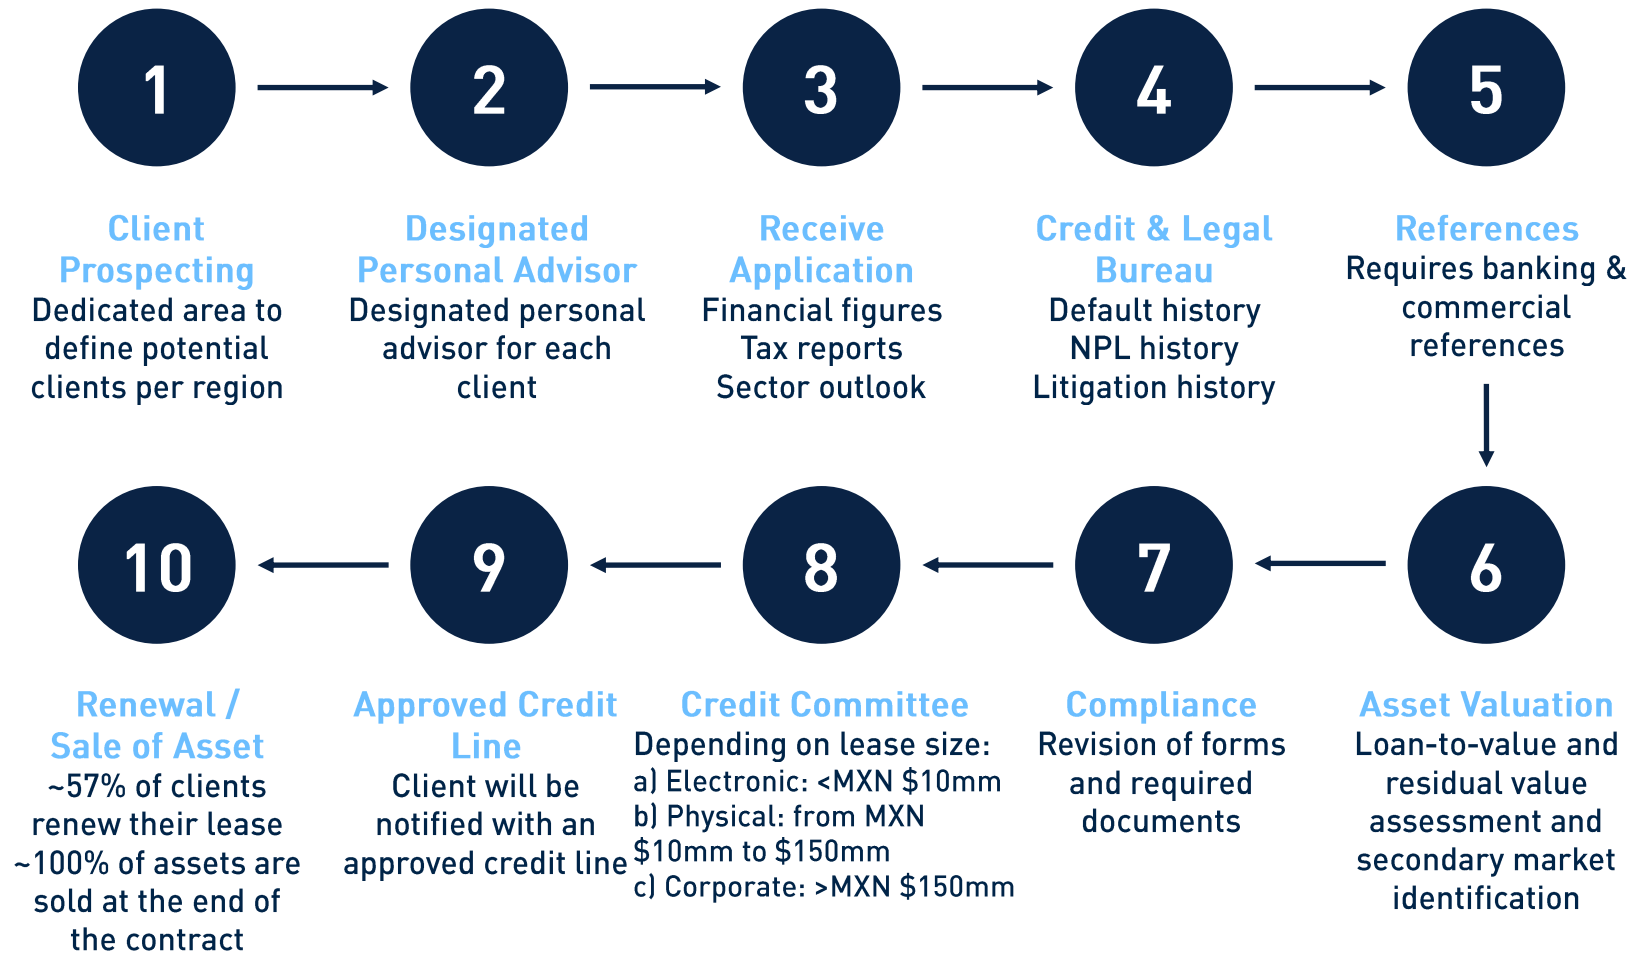 1
2
3
4
5
Client
Prospecting
Dedicated area to
define potential
clients per region
Designated
Personal Advisor
Designated personal
advisor for each
client
Receive
Application
Financial figures
Tax reports
Sector outlook
Credit & Legal
Bureau
Default history
NPL history
Litigation history
References
Requires banking &
commercial
references
10
9
8
7
6
Renewal /
Sale of Asset
~57% of clients
renew their lease
~100% of assets are
sold at the end of
the contract
Approved Credit
Line
Client will be
notified with an
approved credit line
Credit Committee
Depending on lease size:
a) Electronic: <MXN $10mm
b) Physical: from MXN
$10mm to $150mm
c) Corporate: >MXN $150mm
Compliance
Revision of forms
and required
documents
Asset Valuation
Loan-to-value and
residual value
assessment and
secondary market
identification